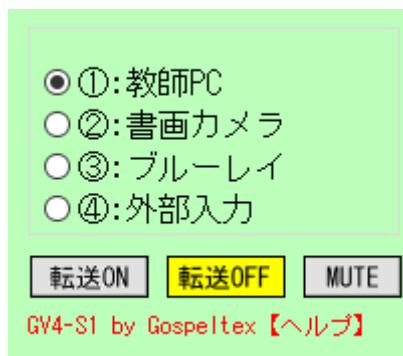 ①:教師PC
②:書画カメラ
③:ブルーレイ
④:外部入力
転送ON 転送OFF MUTE
GV4-S1 by Gospeltex【ヘルプ】